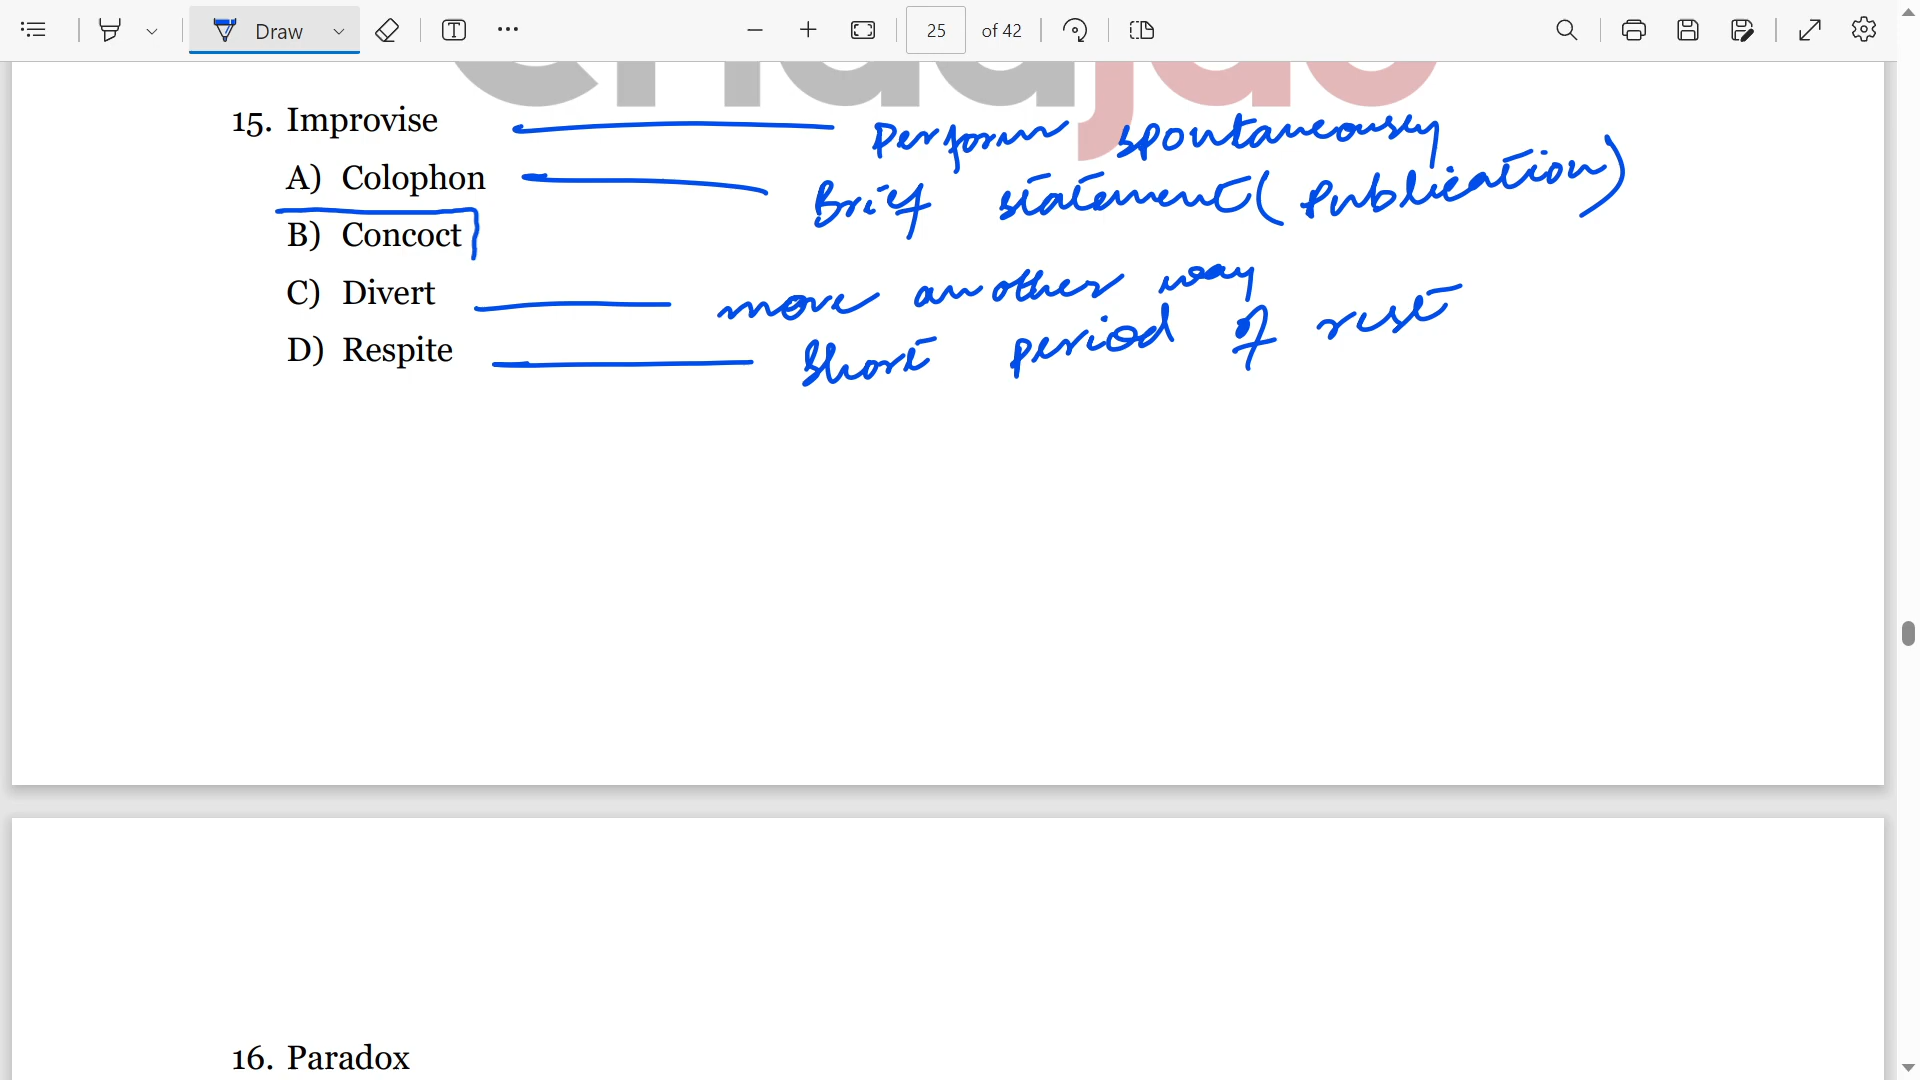 Draw
25 of 42
15. Improvise
Perform spontaneously
A) Colophon
Brief statement (Publication)
B) Concoct
C) Divert
move another way
D) Respite
Short period of rest
16. Paradox